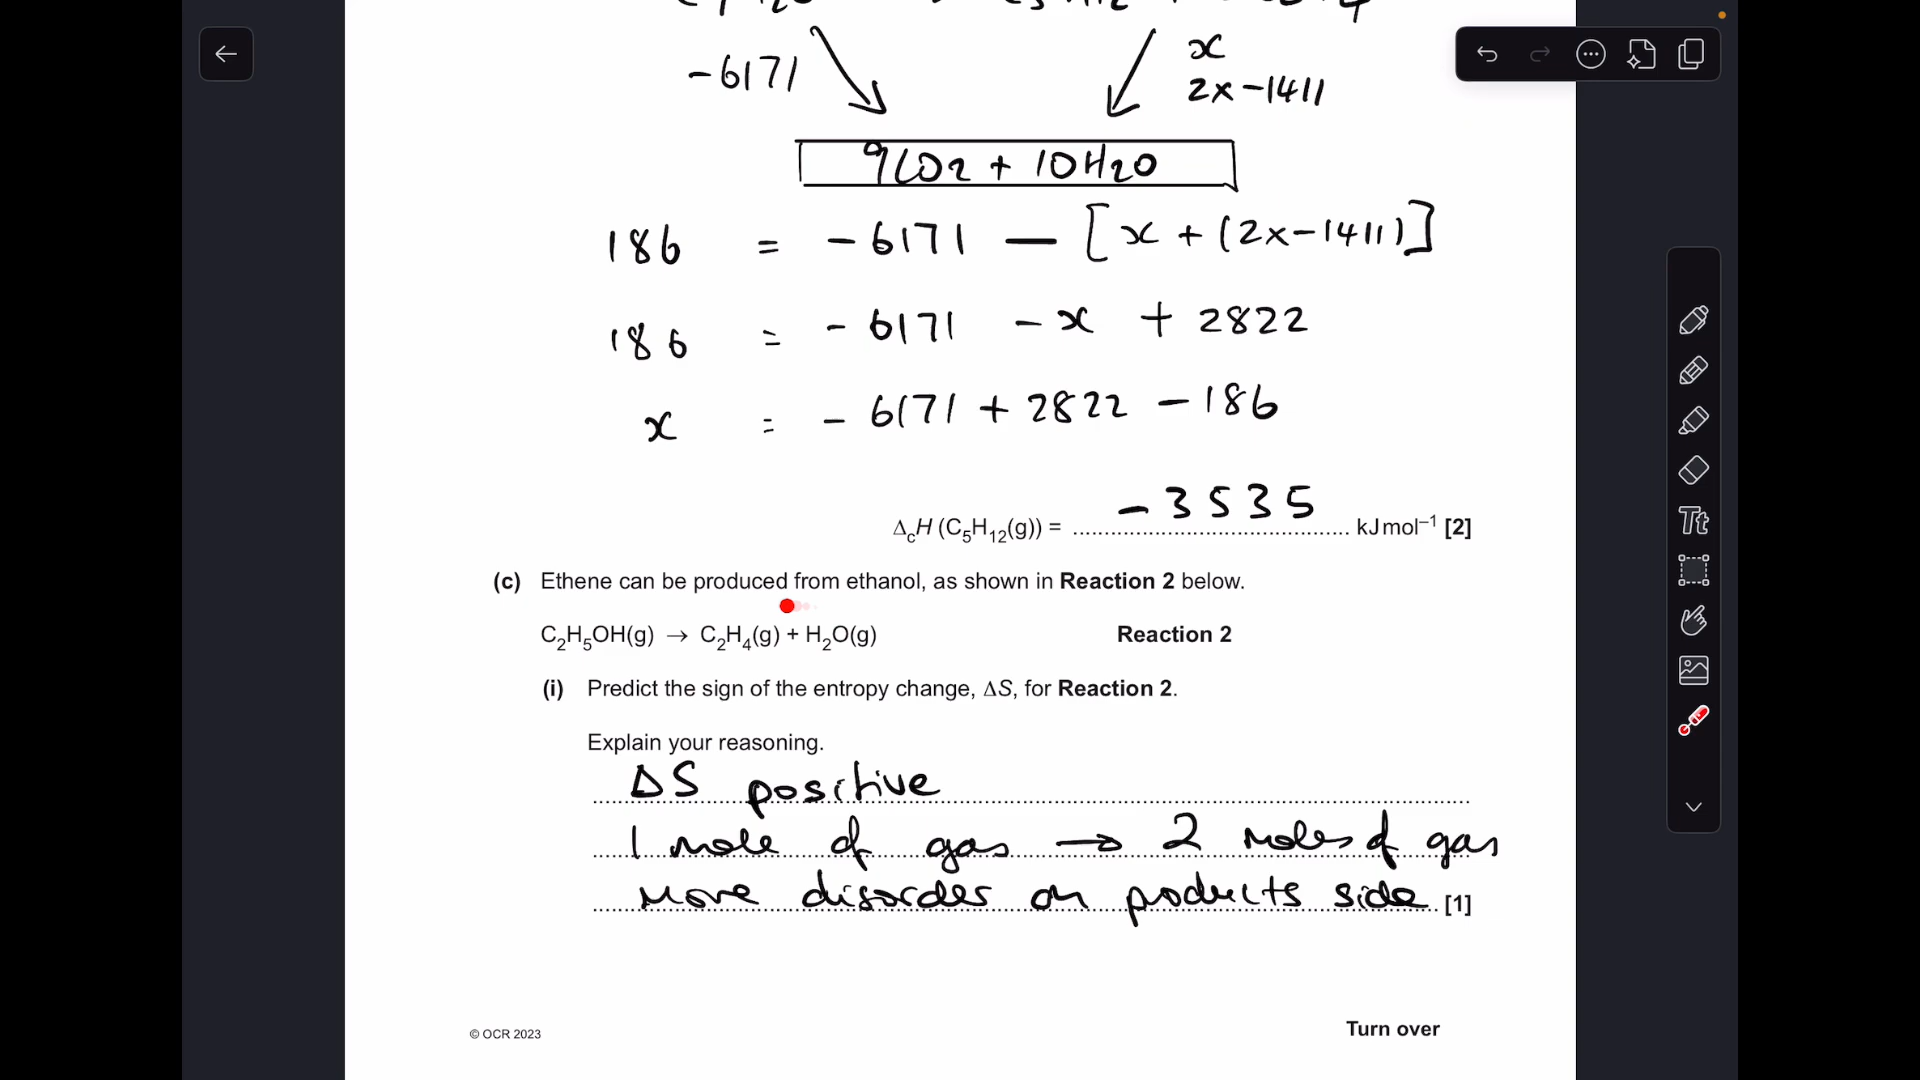 -6171
x
2x-1411
9CO2 + 10H2O
186 = -6171 - [x + (2x-1411)]
186 = -6171 -x + 2822
x = -6171 + 2822 -186
-3535
ΔcH (C5H12(g)) = .......................................... kJ mol–1 [2]
(c) Ethene can be produced from ethanol, as shown in Reaction 2 below.
C2H5OH(g) → C2H4(g) + H2O(g) Reaction 2
(i) Predict the sign of the entropy change, ΔS, for Reaction 2.
Explain your reasoning.
ΔS positive
1 mole of gas → 2 moles of gas
More disorder on products side [1]
© OCR 2023
Turn over
Tt